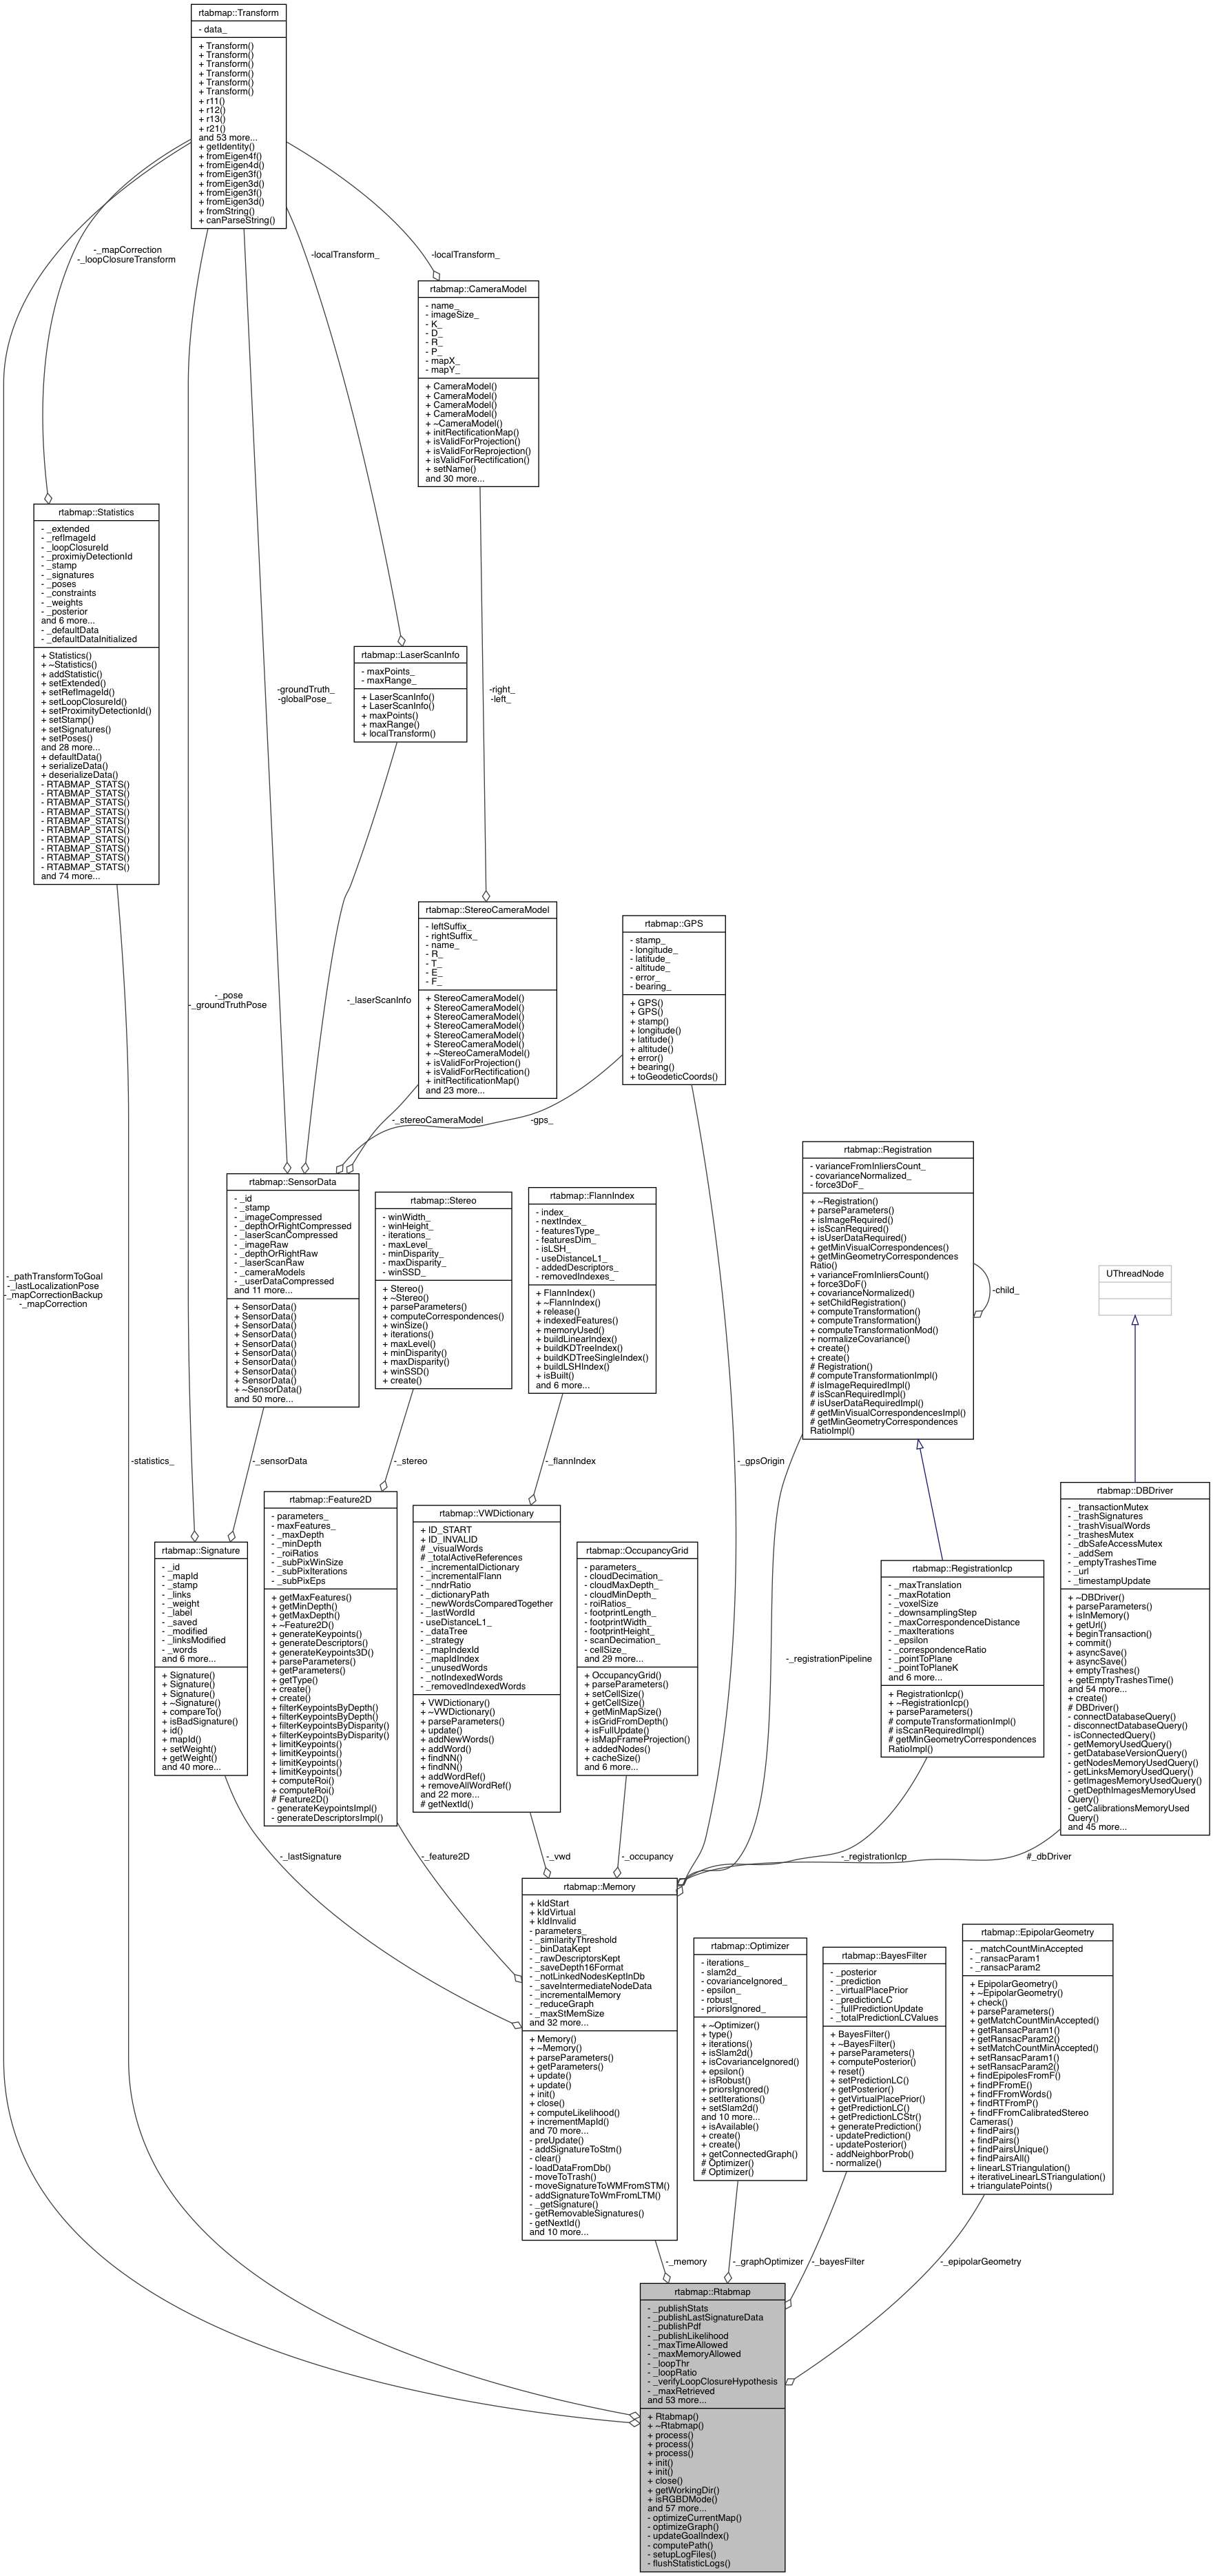 rtabmap::Transform
- data_
+ Transform()
+ Transform()
+ Transform()
+ Transform()
+ Transform()
+ Transform()
+ r11()
+ r12()
+ r13()
+ r21()
and 53 more...
+ getIdentity()
+ fromEigen4f()
+ fromEigen4d()
+ fromEigen3f()
+ fromEigen3d()
+ fromEigen3f()
+ fromEigen3d()
+ fromString()
+ canParseString()
-_mapCorrection
-_loopClosureTransform
-localTransform_
-localTransform_
rtabmap::CameraModel
- name_
- imageSize_
- K_
- D_
- R_
- P_
- mapX_
- mapY_
+ CameraModel()
+ CameraModel()
+ CameraModel()
+ CameraModel()
+ ~CameraModel()
+ initRectificationMap()
+ isValidForProjection()
+ isValidForReprojection()
+ isValidForRectification()
+ setName()
and 30 more...
rtabmap::Statistics
- _extended
- _refImageId
- _loopClosureId
- _proximiyDetectionId
- _stamp
- _signatures
- _poses
- _constraints
- _weights
- _posterior
and 6 more...
- _defaultData
- _defaultDataInitialized
+ Statistics()
+ ~Statistics()
+ addStatistic()
+ setExtended()
+ setRefImageId()
+ setLoopClosureId()
+ setProximityDetectionId()
+ setStamp()
+ setSignatures()
+ setPoses()
and 28 more...
+ defaultData()
+ serializeData()
+ deserializeData()
- RTABMAP_STATS()
- RTABMAP_STATS()
- RTABMAP_STATS()
- RTABMAP_STATS()
- RTABMAP_STATS()
- RTABMAP_STATS()
- RTABMAP_STATS()
- RTABMAP_STATS()
- RTABMAP_STATS()
- RTABMAP_STATS()
and 74 more...
rtabmap::LaserScanInfo
- maxPoints_
- maxRange_
+ LaserScanInfo()
+ LaserScanInfo()
+ maxPoints()
+ maxRange()
+ localTransform()
-groundTruth_
-globalPose_
-right_
-left_
rtabmap::StereoCameraModel
- leftSuffix_
- rightSuffix_
- name_
- R_
- T_
- E_
- F_
+ StereoCameraModel()
+ StereoCameraModel()
+ StereoCameraModel()
+ StereoCameraModel()
+ StereoCameraModel()
+ StereoCameraModel()
+ ~StereoCameraModel()
+ isValidForProjection()
+ isValidForRectification()
+ initRectificationMap()
and 23 more...
rtabmap::GPS
- stamp_
- longitude_
- latitude_
- altitude_
- error_
- bearing_
+ GPS()
+ GPS()
+ stamp()
+ longitude()
+ latitude()
+ altitude()
+ error()
+ bearing()
+ toGeodeticCoords()
-_pose
-_groundTruthPose
-_laserScanInfo
-_stereoCameraModel
-gps_
rtabmap::SensorData
- _id
- _stamp
- _imageCompressed
- _depthOrRightCompressed
- _laserScanCompressed
- _imageRaw
- _depthOrRightRaw
- _laserScanRaw
- _cameraModels
- _userDataCompressed
and 11 more...
+ SensorData()
+ SensorData()
+ SensorData()
+ SensorData()
+ SensorData()
+ SensorData()
+ SensorData()
+ SensorData()
+ SensorData()
+ ~SensorData()
and 50 more...
rtabmap::Stereo
- winWidth_
- winHeight_
- iterations_
- maxLevel_
- minDisparity_
- maxDisparity_
- winSSD_
+ Stereo()
+ ~Stereo()
+ parseParameters()
+ computeCorrespondences()
+ winSize()
+ iterations()
+ maxLevel()
+ minDisparity()
+ maxDisparity()
+ winSSD()
+ create()
rtabmap::FlannIndex
- index_
- nextIndex_
- featuresType_
- featuresDim_
- isLSH_
- useDistanceL1_
- addedDescriptors_
- removedIndexes_
+ FlannIndex()
+ ~FlannIndex()
+ release()
+ indexedFeatures()
+ memoryUsed()
+ buildLinearIndex()
+ buildKDTreeIndex()
+ buildKDTreeSingleIndex()
+ buildLSHIndex()
+ isBuilt()
and 6 more...
rtabmap::Registration
- varianceFromInliersCount_
- covarianceNormalized_
- force3DoF_
+ ~Registration()
+ parseParameters()
+ isImageRequired()
+ isScanRequired()
+ isUserDataRequired()
+ getMinVisualCorrespondences()
+ getMinGeometryCorrespondences
Ratio()
+ varianceFromInliersCount()
+ force3DoF()
+ covarianceNormalized()
+ setChildRegistration()
+ computeTransformation()
+ computeTransformation()
+ computeTransformationMod()
+ normalizeCovariance()
+ create()
+ create()
# Registration()
# computeTransformationImpl()
# isImageRequiredImpl()
# isScanRequiredImpl()
# isUserDataRequiredImpl()
# getMinVisualCorrespondencesImpl()
# getMinGeometryCorrespondences
RatioImpl()
-child_
UThreadNode
-_pathTransformToGoal
-_lastLocalizationPose
-_mapCorrectionBackup
-_mapCorrection
-statistics_
-_sensorData
-_stereo
-_flannIndex
-_gpsOrigin
rtabmap::Signature
- _id
- _mapId
- _stamp
- _links
- _weight
- _label
- _saved
- _modified
- _linksModified
- _words
and 6 more...
+ Signature()
+ Signature()
+ Signature()
+ ~Signature()
+ compareTo()
+ isBadSignature()
+ id()
+ mapId()
+ setWeight()
+ getWeight()
and 40 more...
rtabmap::Feature2D
- parameters_
- maxFeatures_
- _maxDepth
- _minDepth
- _roiRatios
- _subPixWinSize
- _subPixIterations
- _subPixEps
+ getMaxFeatures()
+ getMinDepth()
+ getMaxDepth()
+ ~Feature2D()
+ generateKeypoints()
+ generateDescriptors()
+ generateKeypoints3D()
+ parseParameters()
+ getParameters()
+ getType()
+ create()
+ create()
+ filterKeypointsByDepth()
+ filterKeypointsByDepth()
+ filterKeypointsByDisparity()
+ filterKeypointsByDisparity()
+ limitKeypoints()
+ limitKeypoints()
+ limitKeypoints()
+ limitKeypoints()
+ computeRoi()
+ computeRoi()
# Feature2D()
- generateKeypointsImpl()
- generateDescriptorsImpl()
rtabmap::VWDictionary
+ ID_START
+ ID_INVALID
# _visualWords
# _totalActiveReferences
- _incrementalDictionary
- _incrementalFlann
- _nndrRatio
- _dictionaryPath
- _newWordsComparedTogether
- _lastWordId
- useDistanceL1_
- _dataTree
- _strategy
- _mapIndexId
- _mapIdIndex
- _unusedWords
- _notIndexedWords
- _removedIndexedWords
+ VWDictionary()
+ ~VWDictionary()
+ parseParameters()
+ update()
+ addNewWords()
+ addWord()
+ findNN()
+ findNN()
+ addWordRef()
+ removeAllWordRef()
and 22 more...
# getNextId()
rtabmap::OccupancyGrid
- parameters_
- cloudDecimation_
- cloudMaxDepth_
- cloudMinDepth_
- roiRatios_
- footprintLength_
- footprintWidth_
- footprintHeight_
- scanDecimation_
- cellSize_
and 29 more...
+ OccupancyGrid()
+ parseParameters()
+ setCellSize()
+ getCellSize()
+ getMinMapSize()
+ isGridFromDepth()
+ isFullUpdate()
+ isMapFrameProjection()
+ addedNodes()
+ cacheSize()
and 6 more...
-_registrationPipeline
rtabmap::RegistrationIcp
- _maxTranslation
- _maxRotation
- _voxelSize
- _downsamplingStep
- _maxCorrespondenceDistance
- _maxIterations
- _epsilon
- _correspondenceRatio
- _pointToPlane
- _pointToPlaneK
and 6 more...
+ RegistrationIcp()
+ ~RegistrationIcp()
+ parseParameters()
# computeTransformationImpl()
# isScanRequiredImpl()
# getMinGeometryCorrespondences
RatioImpl()
rtabmap::DBDriver
- _transactionMutex
- _trashSignatures
- _trashVisualWords
- _trashesMutex
- _dbSafeAccessMutex
- _addSem
- _emptyTrashesTime
- _url
- _timestampUpdate
+ ~DBDriver()
+ parseParameters()
+ isInMemory()
+ getUrl()
+ beginTransaction()
+ commit()
+ asyncSave()
+ asyncSave()
+ emptyTrashes()
+ getEmptyTrashesTime()
and 54 more...
+ create()
# DBDriver()
- connectDatabaseQuery()
- disconnectDatabaseQuery()
- isConnectedQuery()
- getMemoryUsedQuery()
- getDatabaseVersionQuery()
- getNodesMemoryUsedQuery()
- getLinksMemoryUsedQuery()
- getImagesMemoryUsedQuery()
- getDepthImagesMemoryUsed
Query()
- getCalibrationsMemoryUsed
Query()
and 45 more...
-_lastSignature
-_feature2D
-_vwd
-_occupancy
-_registrationIcp
#_dbDriver
rtabmap::Memory
+ kIdStart
+ kIdVirtual
+ kIdInvalid
- parameters_
- _similarityThreshold
- _binDataKept
- _rawDescriptorsKept
- _saveDepth16Format
- _notLinkedNodesKeptInDb
- _saveIntermediateNodeData
- _incrementalMemory
- _reduceGraph
- _maxStMemSize
and 32 more...
+ Memory()
+ ~Memory()
+ parseParameters()
+ getParameters()
+ update()
+ update()
+ init()
+ close()
+ computeLikelihood()
+ incrementMapId()
and 70 more...
- preUpdate()
- addSignatureToStm()
- clear()
- loadDataFromDb()
- moveToTrash()
- moveSignatureToWMFromSTM()
- addSignatureToWmFromLTM()
- _getSignature()
- getRemovableSignatures()
- getNextId()
and 10 more...
rtabmap::Optimizer
- iterations_
- slam2d_
- covarianceIgnored_
- epsilon_
- robust_
- priorsIgnored_
+ ~Optimizer()
+ type()
+ iterations()
+ isSlam2d()
+ isCovarianceIgnored()
+ epsilon()
+ isRobust()
+ priorsIgnored()
+ setIterations()
+ setSlam2d()
and 10 more...
+ isAvailable()
+ create()
+ create()
+ getConnectedGraph()
# Optimizer()
# Optimizer()
rtabmap::BayesFilter
- _posterior
- _prediction
- _virtualPlacePrior
- _predictionLC
- _fullPredictionUpdate
- _totalPredictionLCValues
+ BayesFilter()
+ ~BayesFilter()
+ parseParameters()
+ computePosterior()
+ reset()
+ setPredictionLC()
+ getPosterior()
+ getVirtualPlacePrior()
+ getPredictionLC()
+ getPredictionLCStr()
+ generatePrediction()
- updatePrediction()
- updatePosterior()
- addNeighborProb()
- normalize()
rtabmap::EpipolarGeometry
- _matchCountMinAccepted
- _ransacParam1
- _ransacParam2
+ EpipolarGeometry()
+ ~EpipolarGeometry()
+ check()
+ parseParameters()
+ getMatchCountMinAccepted()
+ getRansacParam1()
+ getRansacParam2()
+ setMatchCountMinAccepted()
+ setRansacParam1()
+ setRansacParam2()
+ findEpipolesFromF()
+ findPFromE()
+ findFFromWords()
+ findRTFromP()
+ findFFromCalibratedStereo
Cameras()
+ findPairs()
+ findPairs()
+ findPairsUnique()
+ findPairsAll()
+ linearLSTriangulation()
+ iterativeLinearLSTriangulation()
+ triangulatePoints()
-_memory
-_graphOptimizer
-_bayesFilter
-_epipolarGeometry
rtabmap::Rtabmap
- _publishStats
- _publishLastSignatureData
- _publishPdf
- _publishLikelihood
- _maxTimeAllowed
- _maxMemoryAllowed
- _loopThr
- _loopRatio
- _verifyLoopClosureHypothesis
- _maxRetrieved
and 53 more...
+ Rtabmap()
+ ~Rtabmap()
+ process()
+ process()
+ process()
+ init()
+ init()
+ close()
+ getWorkingDir()
+ isRGBDMode()
and 57 more...
- optimizeCurrentMap()
- optimizeGraph()
- updateGoalIndex()
- computePath()
- setupLogFiles()
- flushStatisticLogs()